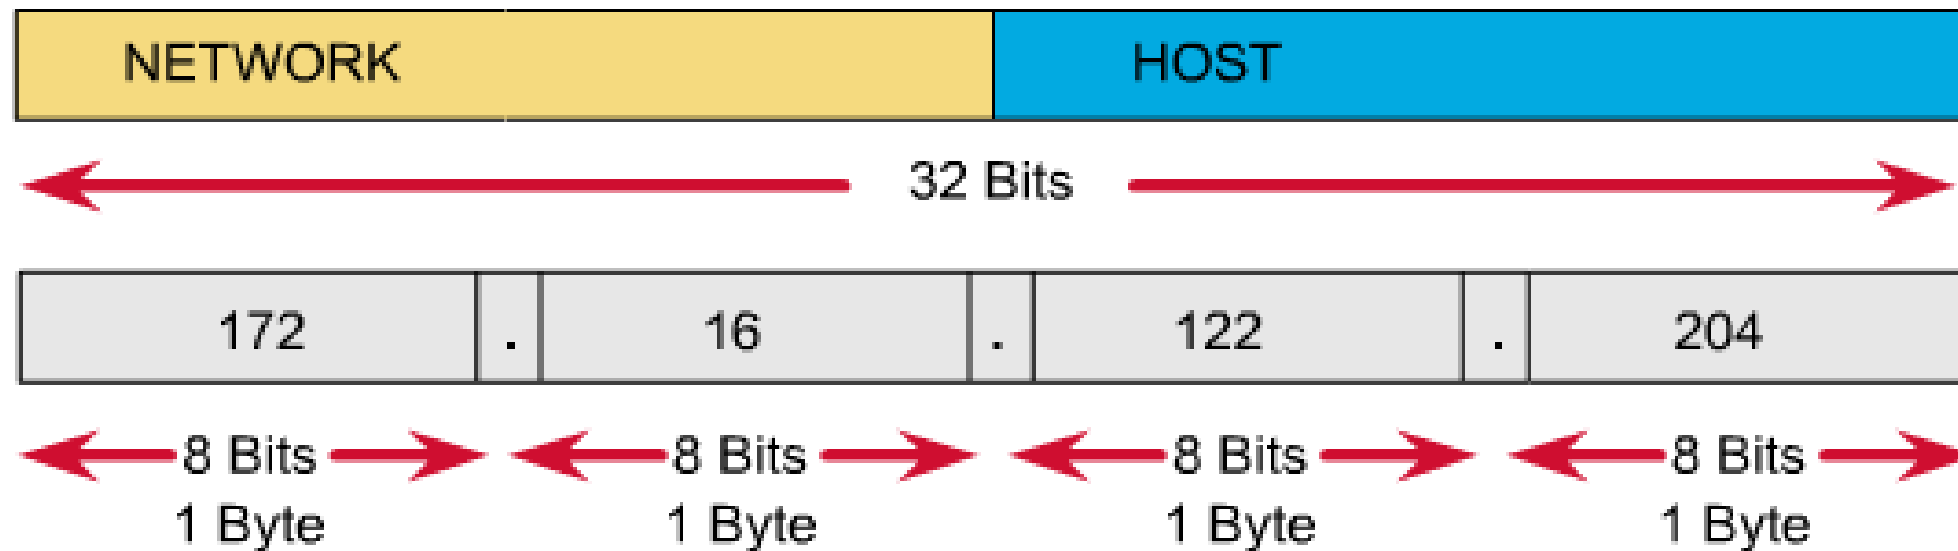 NETWORK HOST
32 Bits
172 . 16 . 122 . 204
8 Bits 8 Bits 8 Bits 8 Bits
1 Byte 1 Byte 1 Byte 1 Byte